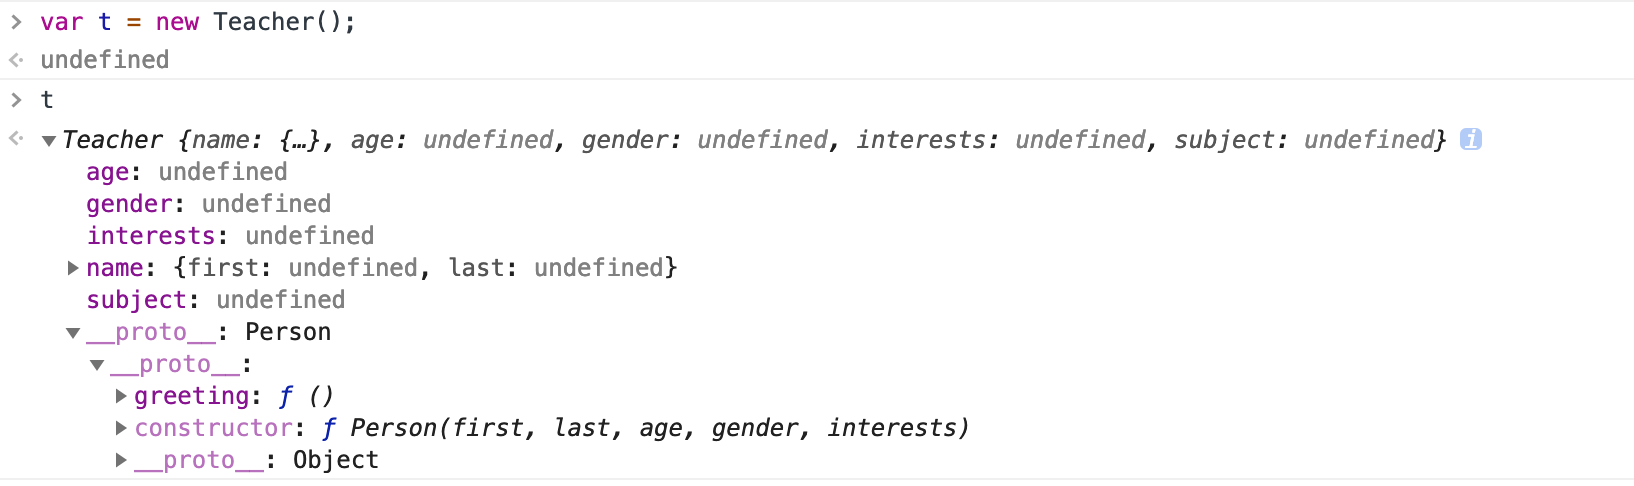 > var t = new Teacher();
undefined
> t
Teacher {name: {…}, age: undefined, gender: undefined, interests: undefined, subject: undefined} i
age: undefined
gender: undefined
interests: undefined
name: {first: undefined, last: undefined}
subject: undefined
__proto__: Person
__proto__:
greeting: ƒ ()
constructor: ƒ Person(first, last, age, gender, interests)
__proto__: Object